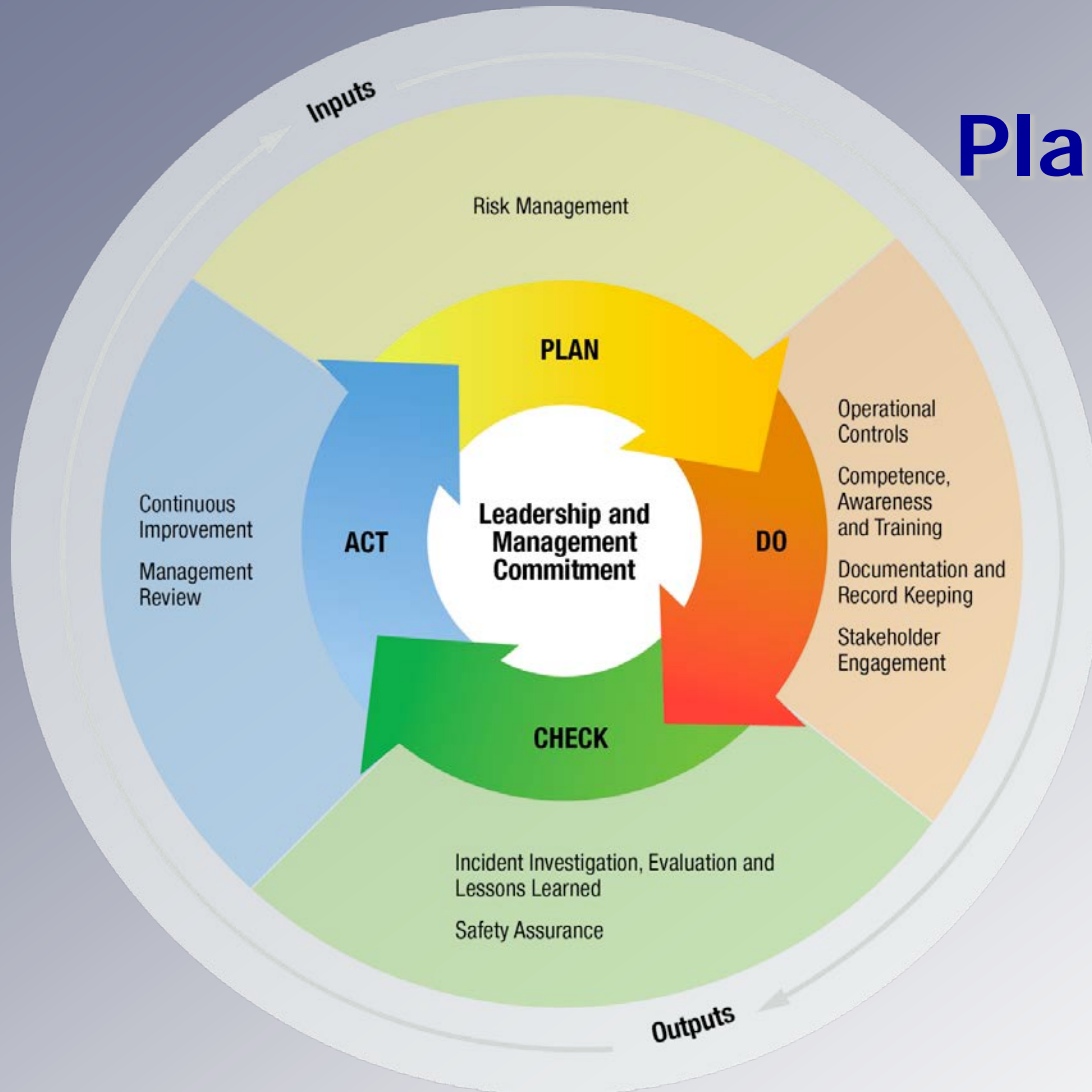 Inputs
Pla
Risk Management
PLAN
Operational
Controls
Competence,
Awareness
and Training
Documentation and
Record Keeping
Stakeholder
Engagement
DO
Leadership and
Management
Commitment
ACT
Continuous
Improvement
Management
Review
CHECK
Incident Investigation, Evaluation and
Lessons Learned
Safety Assurance
Outputs